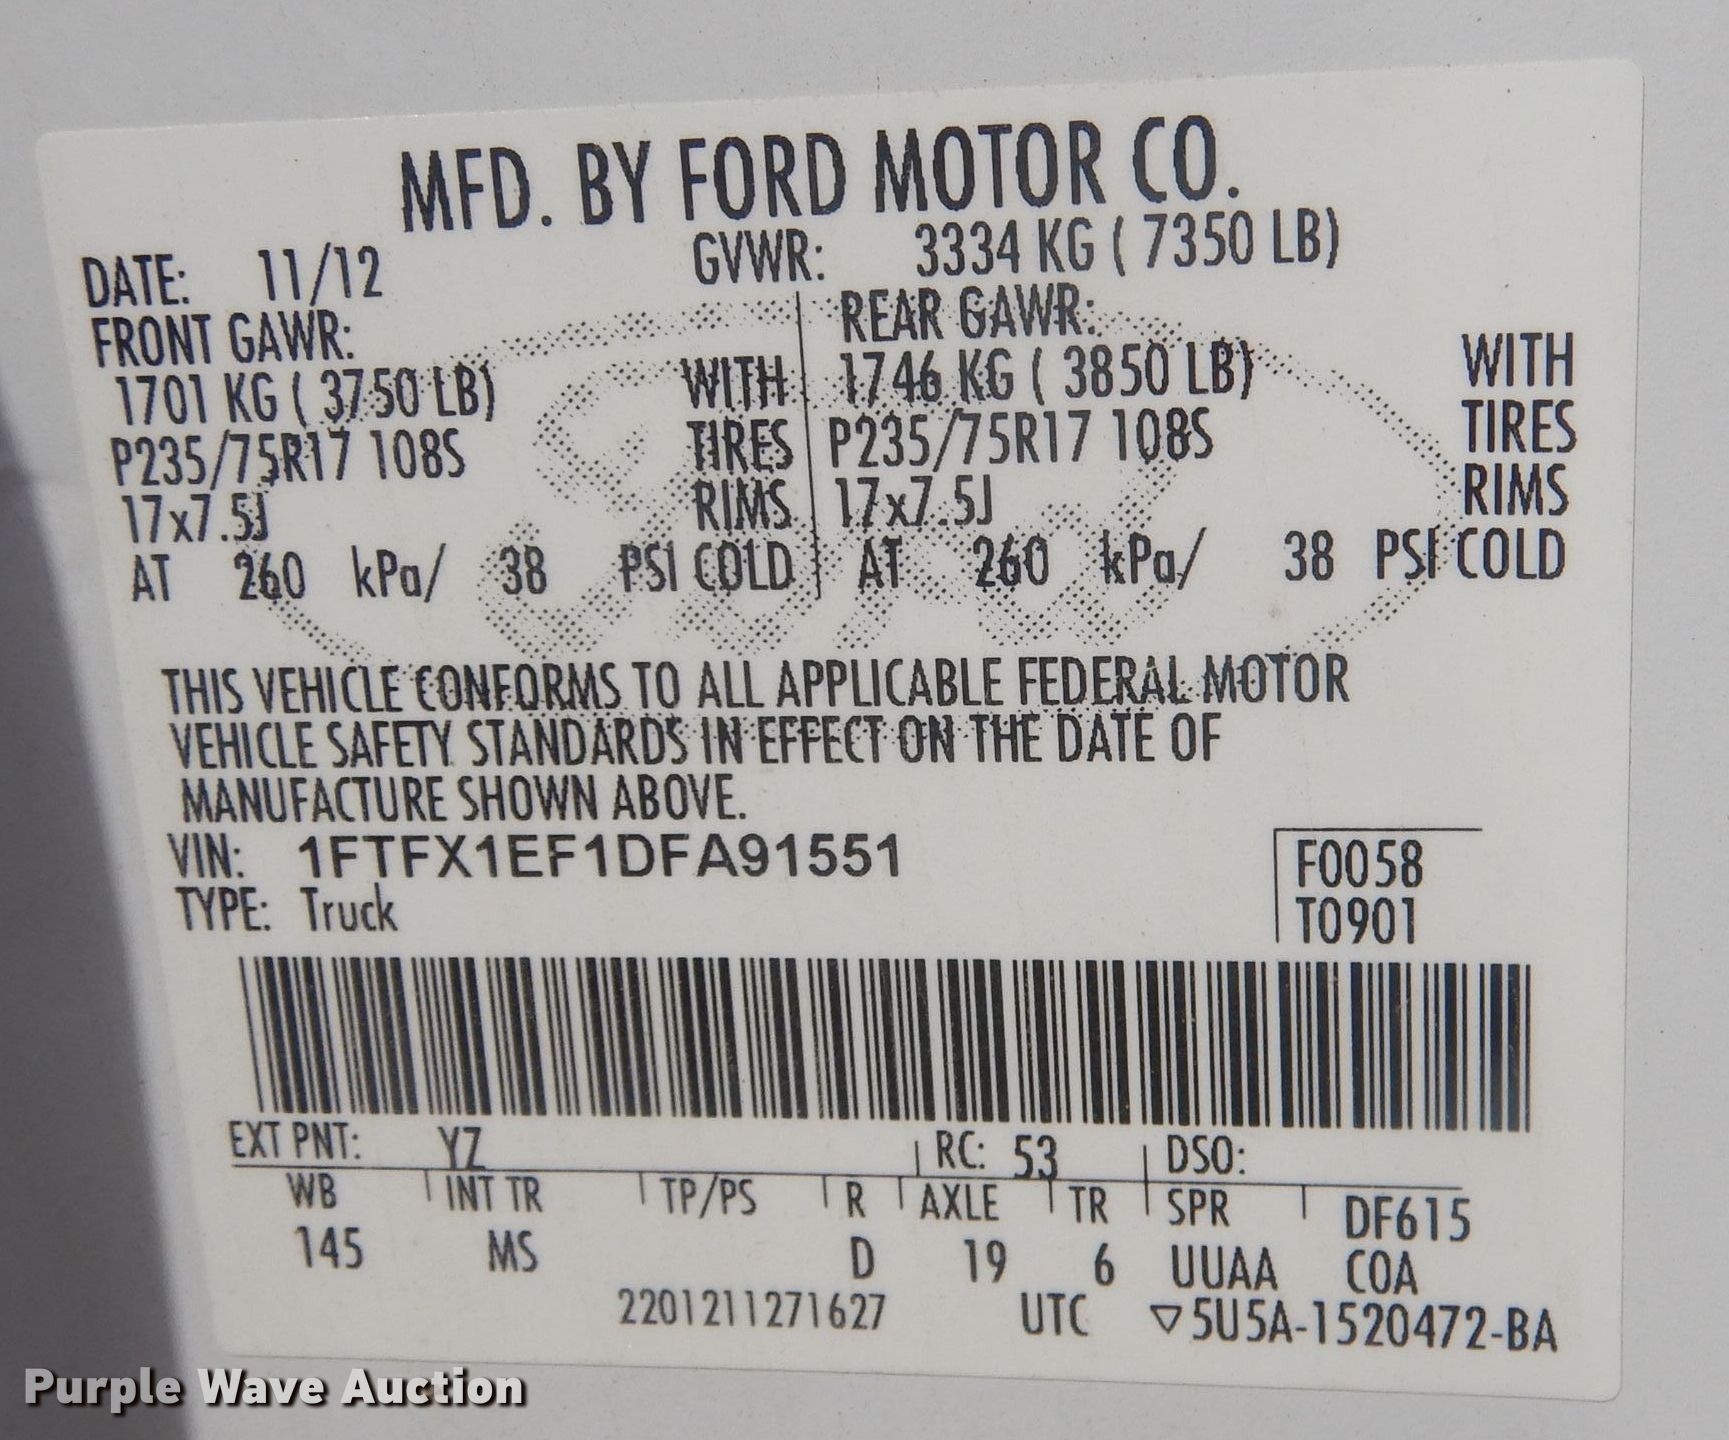 MFD. BY FORD MOTOR CO.
DATE: 11/12 GVWR: 3334 KG ( 7350 LB)
FRONT GAWR: REAR GAWR:
1701 KG ( 3750 LB) WITH 1746 KG ( 3850 LB) WITH
P235/75R17 108S TIRES P235/75R17 108S TIRES
17x7.5J RIMS 17x7.5J RIMS
AT 260 kPa/ 38 PSI COLD AT 260 kPa/ 38 PSI COLD
THIS VEHICLE CONFORMS TO ALL APPLICABLE FEDERAL MOTOR
VEHICLE SAFETY STANDARDS IN EFFECT ON THE DATE OF
MANUFACTURE SHOWN ABOVE.
VIN: 1FTFX1EF1DFA91551 F0058
TYPE: Truck T0901
EXT PNT: YZ RC: 53 DSO:
WB INT TR TP/PS R AXLE TR SPR DF615
145 MS D 19 6 UUAA COA
2201211271627 UTC ▽5U5A-1520472-BA
Purple Wave Auction